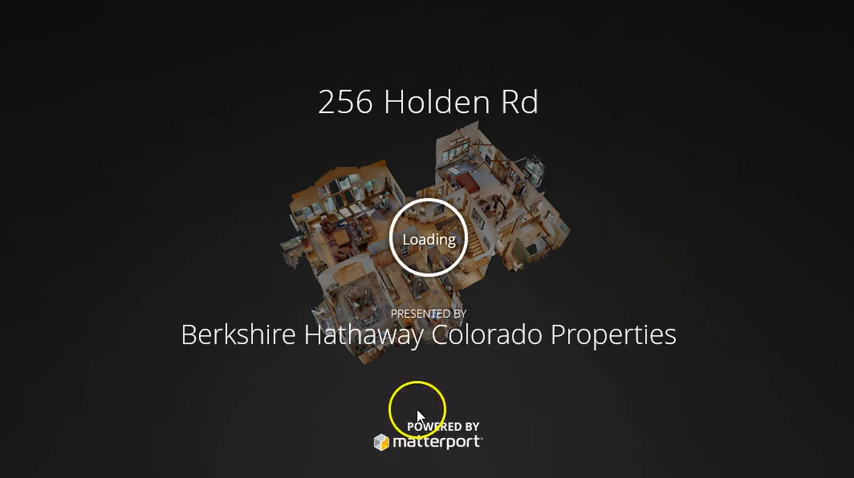 256 Holden Rd
Loading
PRESENTED BY
Berkshire Hathaway Colorado Properties
POWERED BY
matterport